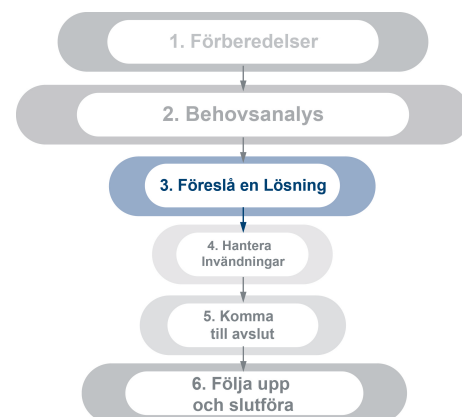 1. Förberedelser
2. Behovsanalys
3. Föreslå en Lösning
4. Hantera
Invändningar
5. Komma
till avslut
6. Följa upp
och slutföra